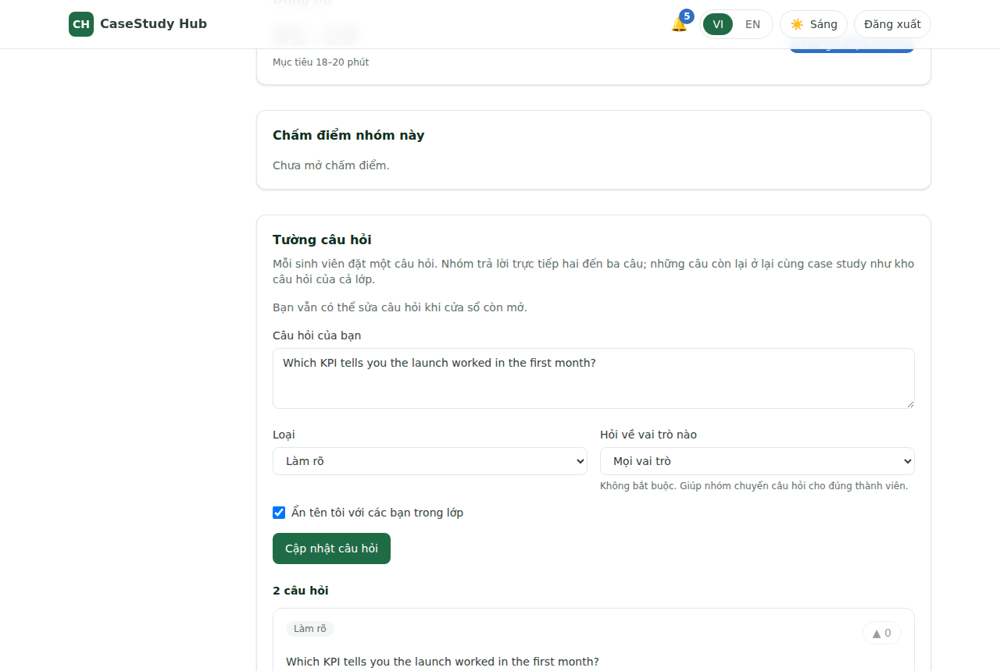 CH CaseStudy Hub
5
VI EN
☀️ Sáng
Đăng xuất
Mục tiêu 18–20 phút
Chấm điểm nhóm này
Chưa mở chấm điểm.
Tường câu hỏi
Mỗi sinh viên đặt một câu hỏi. Nhóm trả lời trực tiếp hai đến ba câu; những câu còn lại ở lại cùng case study như kho
câu hỏi của cả lớp.
Bạn vẫn có thể sửa câu hỏi khi cửa sổ còn mở.
Câu hỏi của bạn
Which KPI tells you the launch worked in the first month?
Loại
Hỏi về vai trò nào
Làm rõ
Mọi vai trò
Không bắt buộc. Giúp nhóm chuyển câu hỏi cho đúng thành viên.
Ẩn tên tôi với các bạn trong lớp
Cập nhật câu hỏi
2 câu hỏi
Làm rõ
▲ 0
Which KPI tells you the launch worked in the first month?